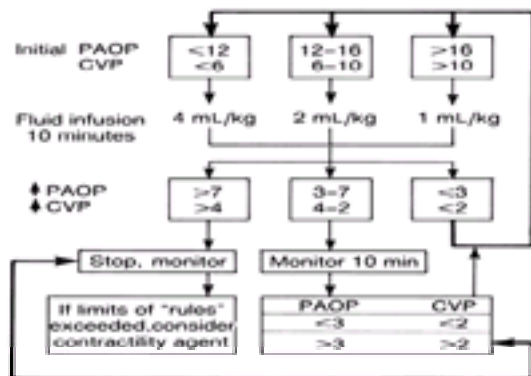 Initial PAOP <12 12-16 >16
CVP <6 6-10 >10
Fluid infusion 4 mL/kg 2 mL/kg 1 mL/kg
10 minutes
↑ PAOP >7 3-7 ≤3
↑ CVP >4 4-2 ≤2
Stop, monitor Monitor 10 min
If limits of "rules"
exceeded,consider
contractility agent
PAOP CVP
<3 <2
>3 >2